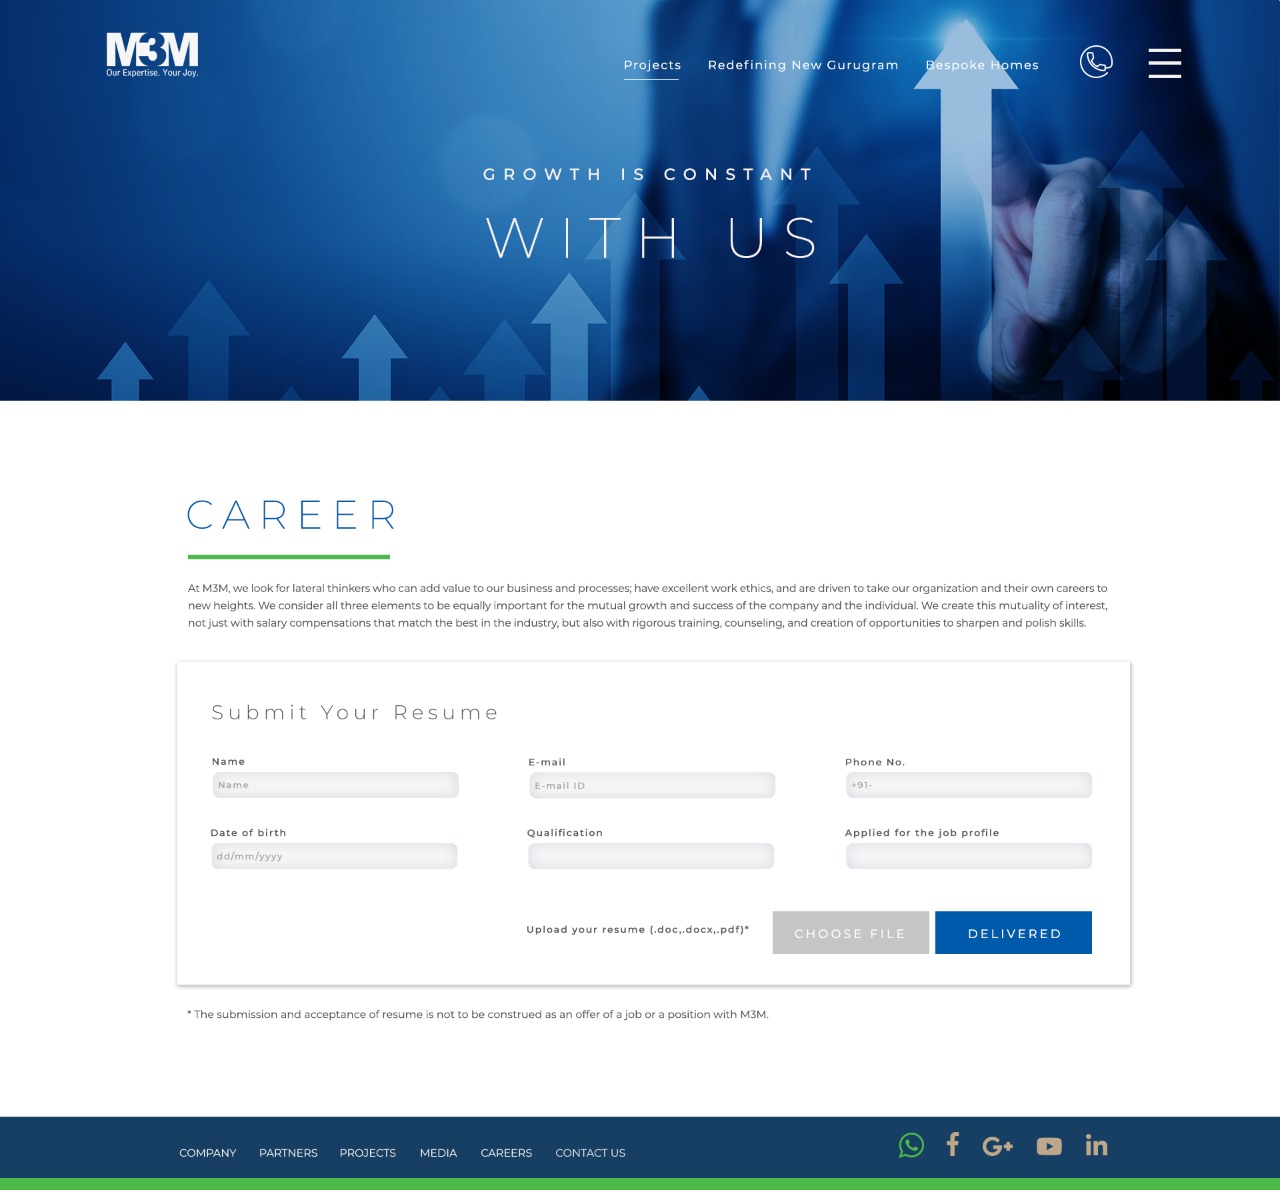 M3M
Our Expertise. Your Joy.
Projects Redefining New Gurugram Bespoke Homes
GROWTH IS CONSTANT
WITH US
CAREER
At M3M, we look for lateral thinkers who can add value to our business and processes; have excellent work ethics, and are driven to take our organization and their own careers to
new heights. We consider all three elements to be equally important for the mutual growth and success of the company and the individual. We create this mutuality of interest,
not just with salary compensations that match the best in the industry, but also with rigorous training, counseling, and creation of opportunities to sharpen and polish skills.
Submit Your Resume
Name E-mail Phone No.
Name E-mail ID +91-
Date of birth Qualification Applied for the job profile
dd/mm/yyyy
Upload your resume (.doc,.docx,.pdf)* CHOOSE FILE DELIVERED
* The submission and acceptance of resume is not to be construed as an offer of a job or a position with M3M.
COMPANY PARTNERS PROJECTS MEDIA CAREERS CONTACT US